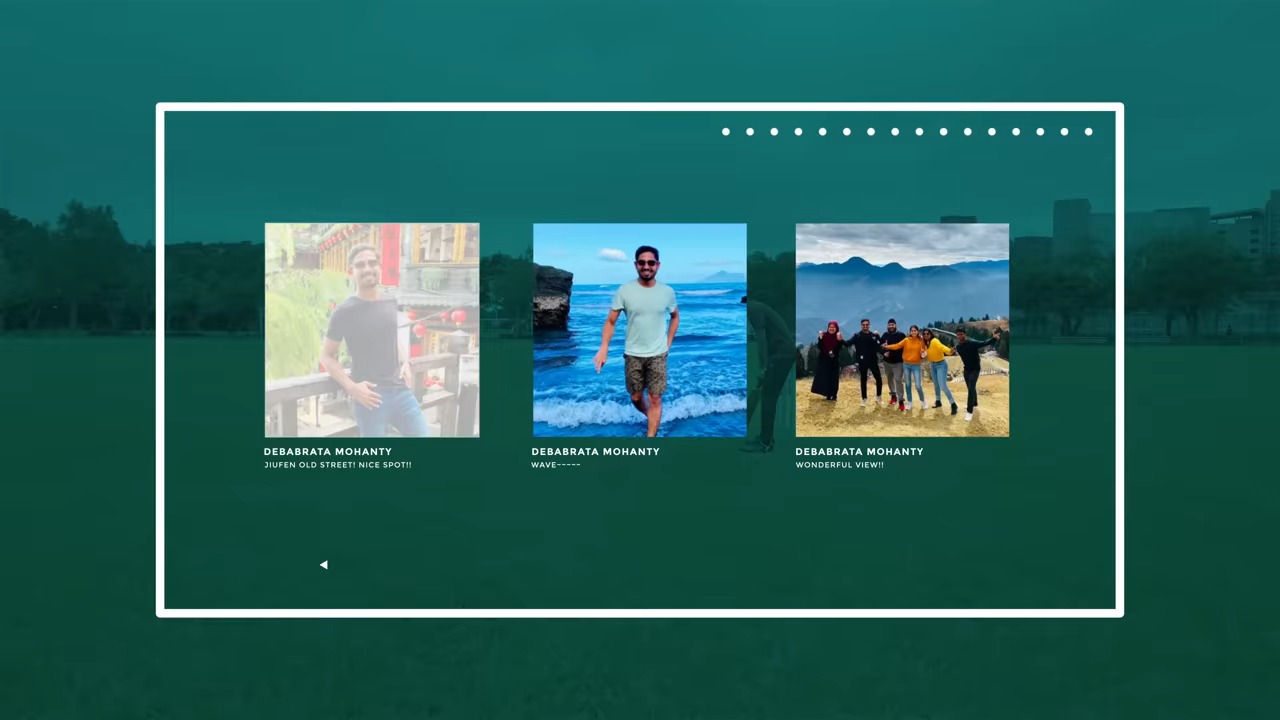 DEBABRATA MOHANTY
JIUFEN OLD STREET! NICE SPOT!!
DEBABRATA MOHANTY
WAVE~~~~~
DEBABRATA MOHANTY
WONDERFUL VIEW!!